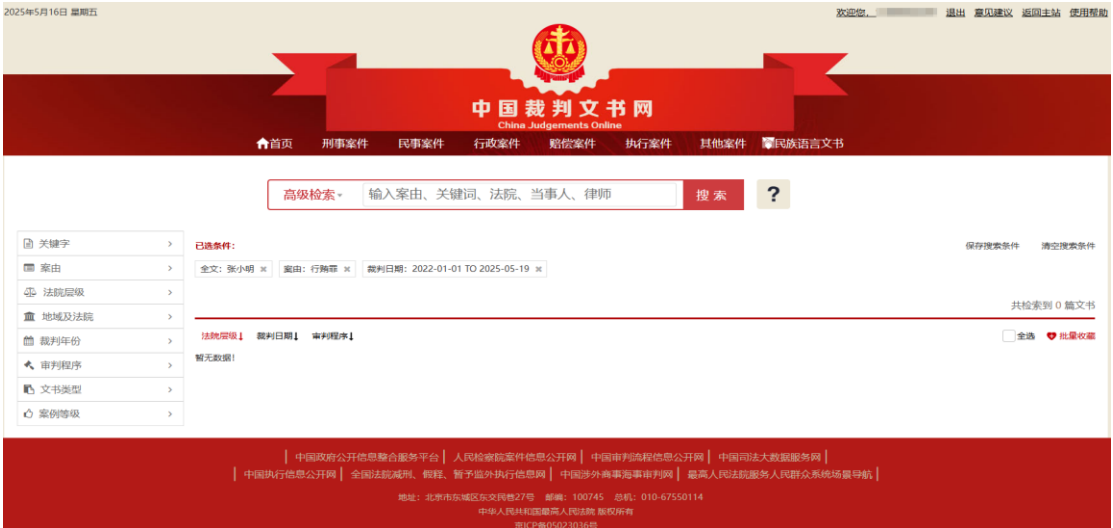 2025年5月16日 星期五
欢迎您， 退出 意见建议 返回主站 使用帮助
中国裁判文书网
China Judgements Online
首页 刑事案件 民事案件 行政案件 赔偿案件 执行案件 其他案件 民族语言文书
高级检索 输入案由、关键词、法院、当事人、律师 搜索 ?
关键字
案由
法院层级
地域及法院
裁判年份
审判程序
文书类型
案例等级
已选条件： 保存搜索条件 清空搜索条件
全文：张小明 × 案由：行贿罪 × 裁判日期：2022-01-01 TO 2025-05-19 ×
共检索到 0 篇文书
法院层级↓ 裁判日期↓ 审判程序↓ 全选 批量收藏
暂无数据!
│ 中国政府公开信息整合服务平台 │ 人民检察院案件信息公开网 │ 中国审判流程信息公开网 │ 中国司法大数据服务网 │
│ 中国执行信息公开网 │ 全国法院减刑、假释、暂予监外执行信息网 │ 中国涉外商事海事审判网 │ 最高人民法院服务人民群众系统场景导航 │
地址：北京市东城区东交民巷27号 邮编：100745 总机：010-67550114
中华人民共和国最高人民法院 版权所有
京ICP备05023036号